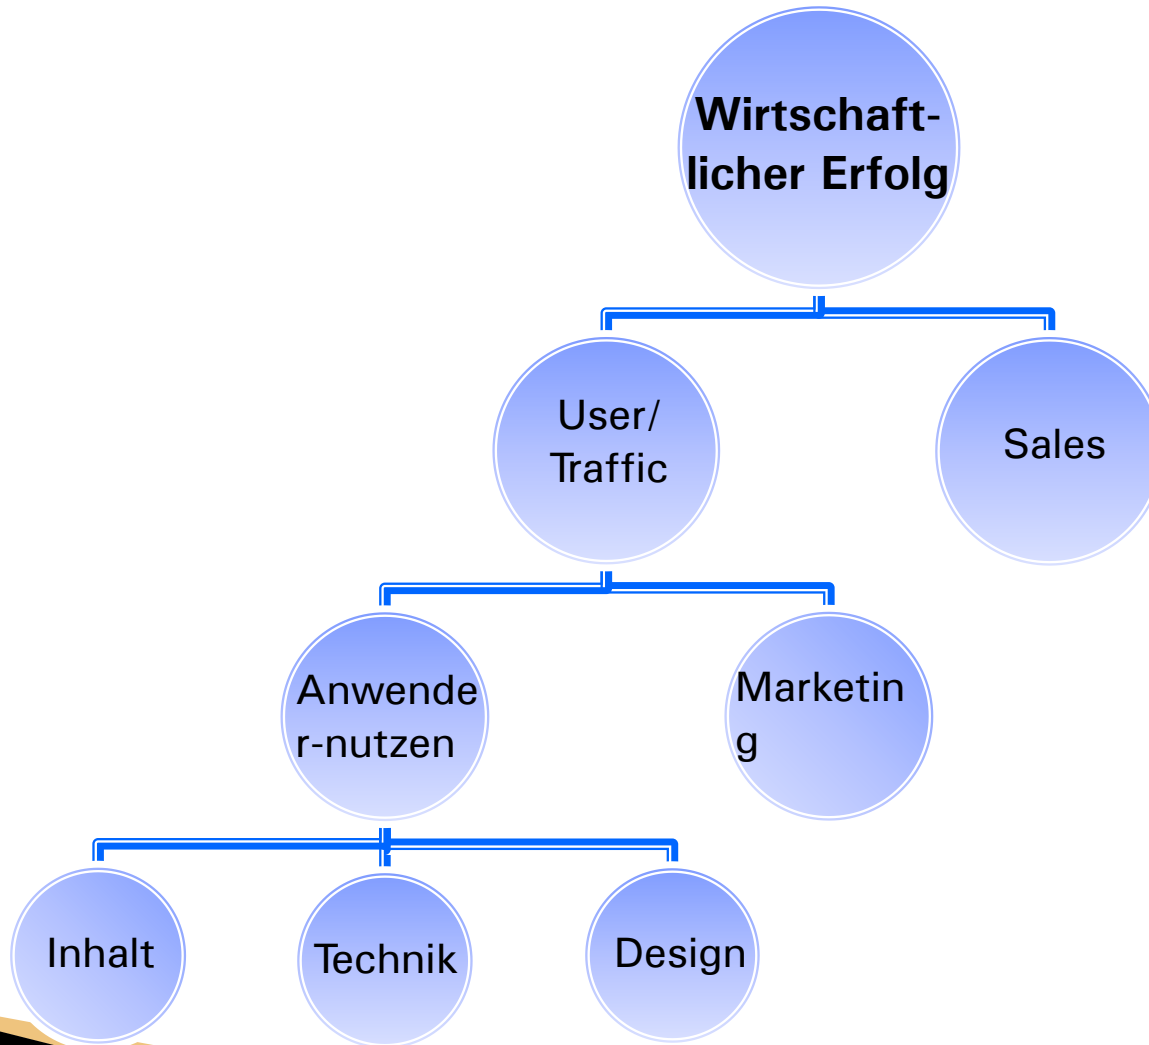 Wirtschaft-
licher Erfolg
User/
Traffic
Sales
Anwende
r-nutzen
Marketin
g
Inhalt
Technik
Design